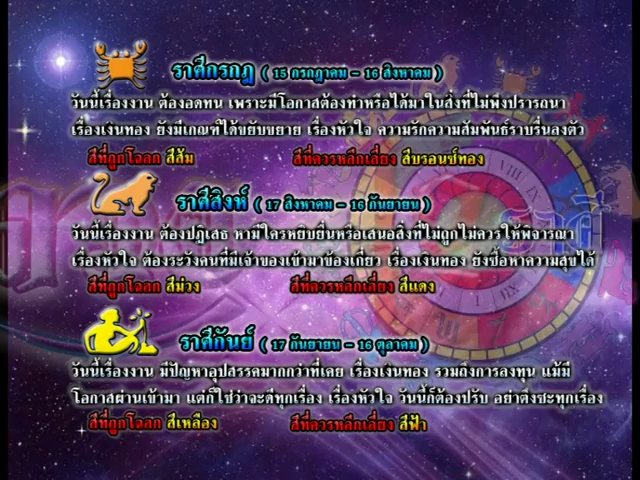 ราศีกรกฎ ( 15 กรกฎาคม - 16 สิงหาคม )
วันนี้เรื่องงาน ต้องอดทน เพราะมีโอกาสต้องทำหรือได้มาในสิ่งที่ไม่พึงปรารถนา
เรื่องเงินทอง ยังมีเกณฑ์ได้ขยับขยาย เรื่องหัวใจ ความรักความสัมพันธ์ราบรื่นลงตัว
สีที่ถูกโฉลก สีส้ม สีที่ควรหลีกเลี่ยง สีบรอนซ์ทอง
ราศีสิงห์ ( 17 สิงหาคม - 16 กันยายน )
วันนี้เรื่องงาน ต้องปฏิเสธ หามีใครหยิบยื่นหรือเสนอสิ่งที่ไม่ถูกไม่ควรให้พิจารณา
เรื่องหัวใจ ต้องระวังคนที่มีเจ้าของเข้ามาข้องเกี่ยว เรื่องเงินทอง ยังซื้อหาความสุขได้
สีที่ถูกโฉลก สีม่วง สีที่ควรหลีกเลี่ยง สีแดง
ราศีกันย์ ( 17 กันยายน - 16 ตุลาคม )
วันนี้เรื่องงาน มีปัญหาอุปสรรคมากกว่าที่เคย เรื่องเงินทอง รวมถึงการลงทุน แม้มี
โอกาสผ่านเข้ามา แต่ก็ใช่ว่าจะดีทุกเรื่อง เรื่องหัวใจ วันนี้ก็ต้องปรับ อย่าตึงซะทุกเรื่อง
สีที่ถูกโฉลก สีเหลือง สีที่ควรหลีกเลี่ยง สีฟ้า